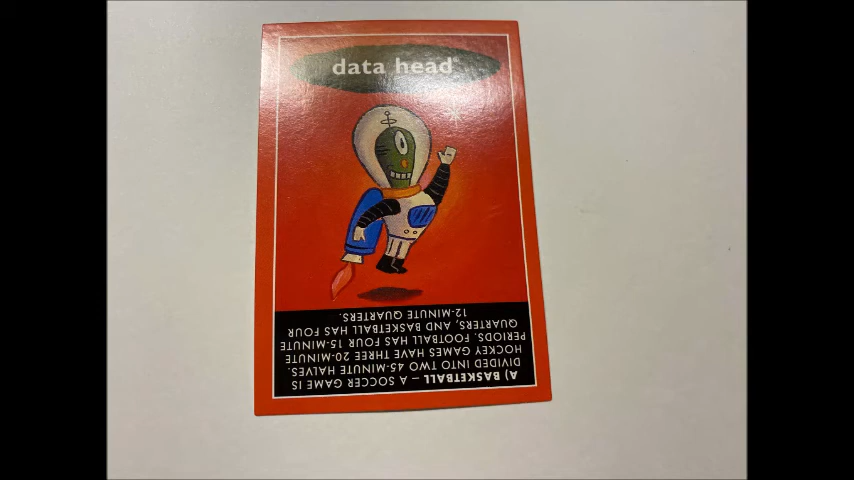 data head
A) BASKETBALL – A SOCCER GAME IS
DIVIDED INTO TWO 45-MINUTE HALVES.
HOCKEY GAMES HAVE THREE 20-MINUTE
PERIODS. FOOTBALL HAS FOUR 15-MINUTE
QUARTERS, AND BASKETBALL HAS FOUR
12-MINUTE QUARTERS.